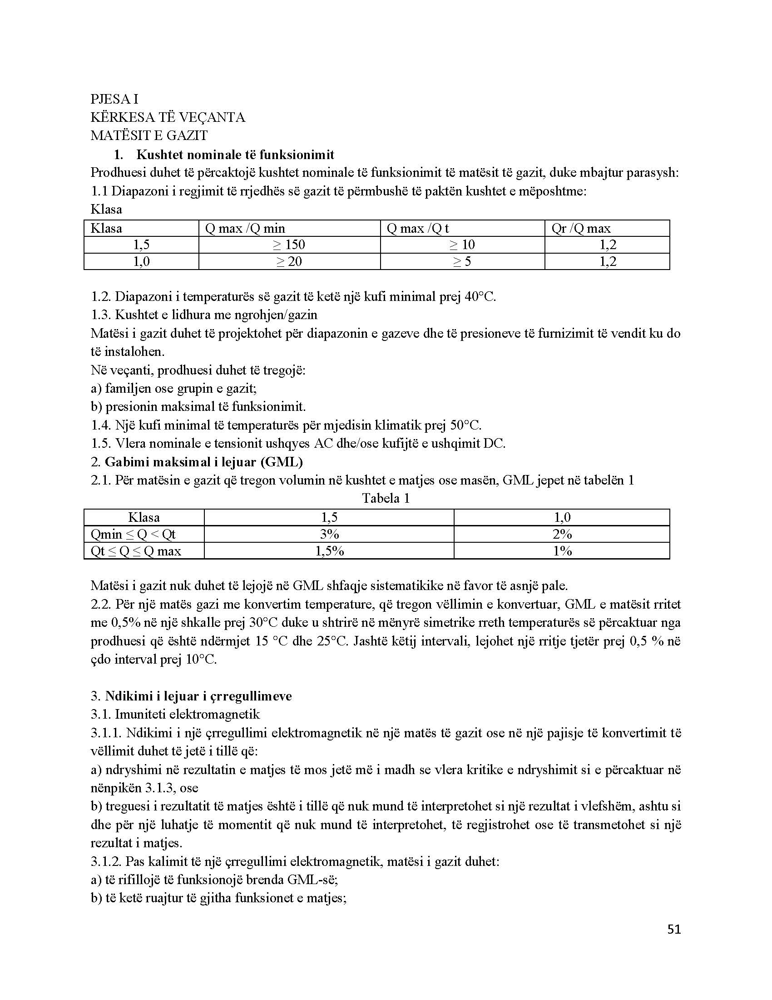 PJESA I
KËRKESA TË VEÇANTA
MATËSIT E GAZIT
1. Kushtet nominale të funksionimit
Prodhuesi duhet të përcaktojë kushtet nominale të funksionimit të matësit të gazit, duke mbajtur parasysh:
1.1 Diapazoni i regjimit të rrjedhës së gazit të përmbushë të paktën kushtet e mëposhtme:
Klasa
Klasa Q max /Q min Q max /Q t Qr /Q max
1,5 ≥ 150 ≥ 10 1,2
1,0 ≥ 20 ≥ 5 1,2
1.2. Diapazoni i temperaturës së gazit të ketë një kufi minimal prej 40°C.
1.3. Kushtet e lidhura me ngrohjen/gazin
Matësi i gazit duhet të projektohet për diapazonin e gazeve dhe të presioneve të furnizimit të vendit ku do
të instalohen.
Në veçanti, prodhuesi duhet të tregojë:
a) familjen ose grupin e gazit;
b) presionin maksimal të funksionimit.
1.4. Një kufi minimal të temperaturës për mjedisin klimatik prej 50°C.
1.5. Vlera nominale e tensionit ushqyes AC dhe/ose kufijtë e ushqimit DC.
2. Gabimi maksimal i lejuar (GML)
2.1. Për matësin e gazit që tregon volumin në kushtet e matjes ose masën, GML jepet në tabelën 1
Tabela 1
Klasa 1,5 1,0
Qmin ≤ Q < Qt 3% 2%
Qt ≤ Q ≤ Q max 1,5% 1%
Matësi i gazit nuk duhet të lejojë në GML shfaqje sistematikike në favor të asnjë pale.
2.2. Për një matës gazi me konvertim temperature, që tregon vëllimin e konvertuar, GML e matësit rritet
me 0,5% në një shkalle prej 30°C duke u shtrirë në mënyrë simetrike rreth temperaturës së përcaktuar nga
prodhuesi që është ndërmjet 15 °C dhe 25°C. Jashtë këtij intervali, lejohet një rritje tjetër prej 0,5 % në
çdo interval prej 10°C.
3. Ndikimi i lejuar i çrregullimeve
3.1. Imuniteti elektromagnetik
3.1.1. Ndikimi i një çrregullimi elektromagnetik në një matës të gazit ose në një pajisje të konvertimit të
vëllimit duhet të jetë i tillë që:
a) ndryshimi në rezultatin e matjes të mos jetë më i madh se vlera kritike e ndryshimit si e përcaktuar në
nënpikën 3.1.3, ose
b) treguesi i rezultatit të matjes është i tillë që nuk mund të interpretohet si një rezultat i vlefshëm, ashtu si
dhe për një luhatje të momentit që nuk mund të interpretohet, të regjistrohet ose të transmetohet si një
rezultat i matjes.
3.1.2. Pas kalimit të një çrregullimi elektromagnetik, matësi i gazit duhet:
a) të rifillojë të funksionojë brenda GML-së;
b) të ketë ruajtur të gjitha funksionet e matjes;
51